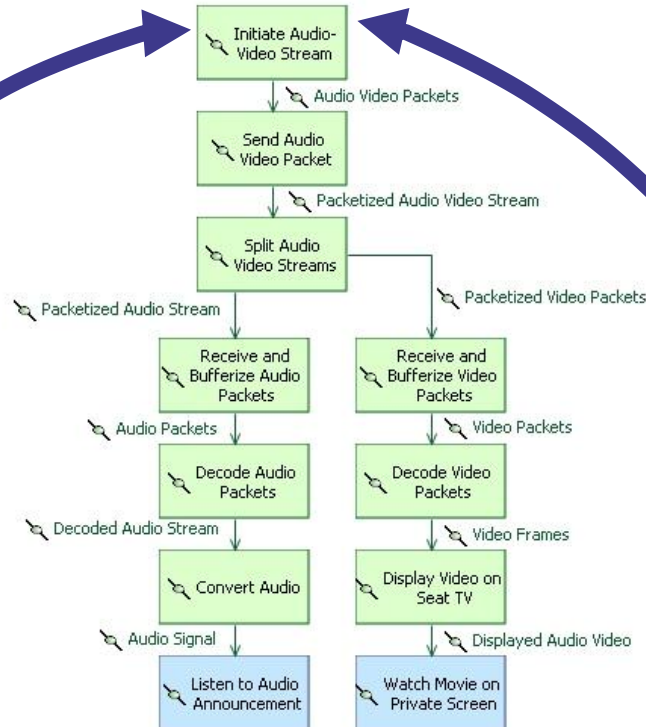 Initiate Audio-
Video Stream
Audio Video Packets
Send Audio
Video Packet
Packetized Audio Video Stream
Split Audio
Video Streams
Packetized Audio Stream
Packetized Video Packets
Receive and
Bufferize Audio
Packets
Receive and
Bufferize Video
Packets
Audio Packets
Video Packets
Decode Audio
Packets
Decode Video
Packets
Decoded Audio Stream
Video Frames
Convert Audio
Display Video on
Seat TV
Audio Signal
Displayed Audio Video
Listen to Audio
Announcement
Watch Movie on
Private Screen